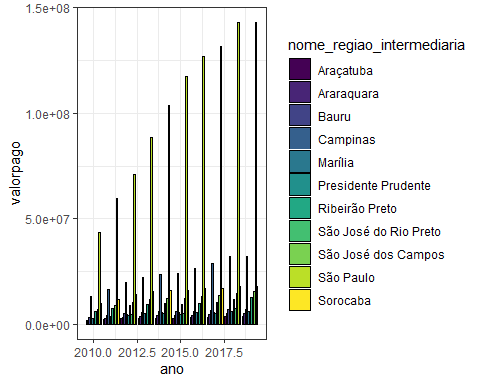 1.5e+08
1.0e+08
5.0e+07
0.0e+00
valorpago
2010.0 2012.5 2015.0 2017.5
ano
nome_regiao_intermediaria
Araçatuba
Araraquara
Bauru
Campinas
Marília
Presidente Prudente
Ribeirão Preto
São José do Rio Preto
São José dos Campos
São Paulo
Sorocaba